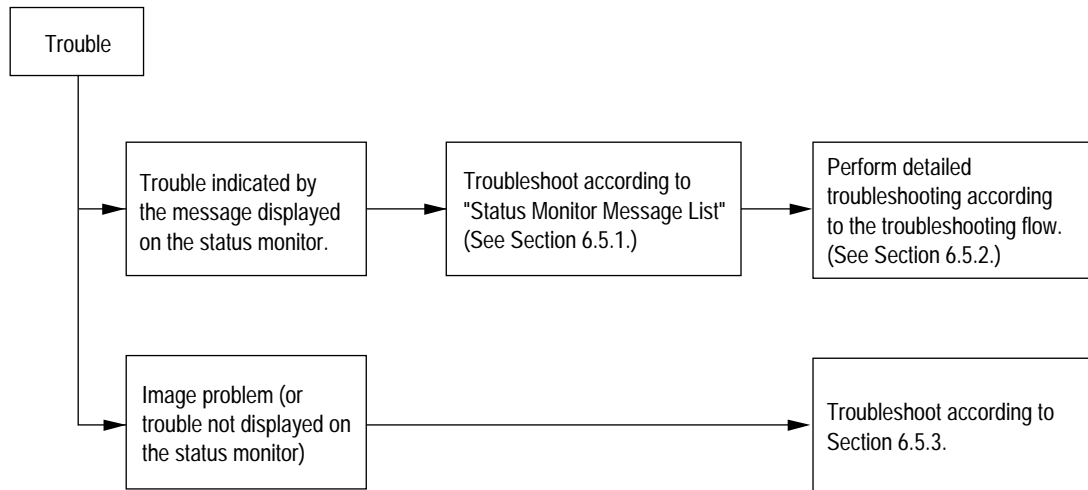 Trouble
Trouble indicated by
the message displayed
on the status monitor.
Troubleshoot according to
"Status Monitor Message List"
(See Section 6.5.1.)
Perform detailed
troubleshooting according
to the troubleshooting flow.
(See Section 6.5.2.)
Image problem (or
trouble not displayed on
the status monitor)
Troubleshoot according to
Section 6.5.3.